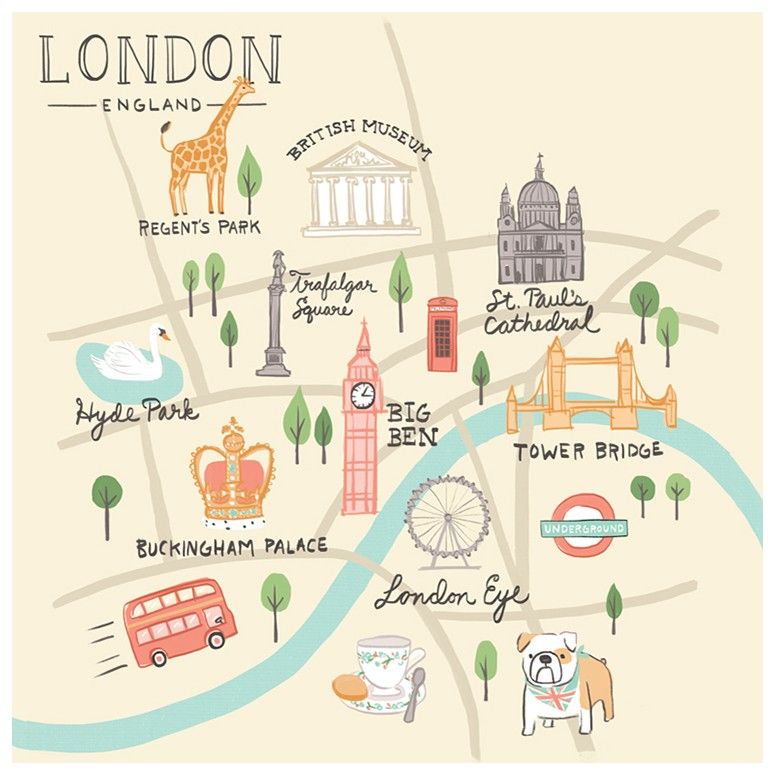 LONDON
ENGLAND
BRITISH MUSEUM
REGENT'S PARK
Trafalgar
Square
St. Paul's
Cathedral
Hyde Park
BIG
BEN
TOWER BRIDGE
UNDERGROUND
BUCKINGHAM PALACE
London Eye